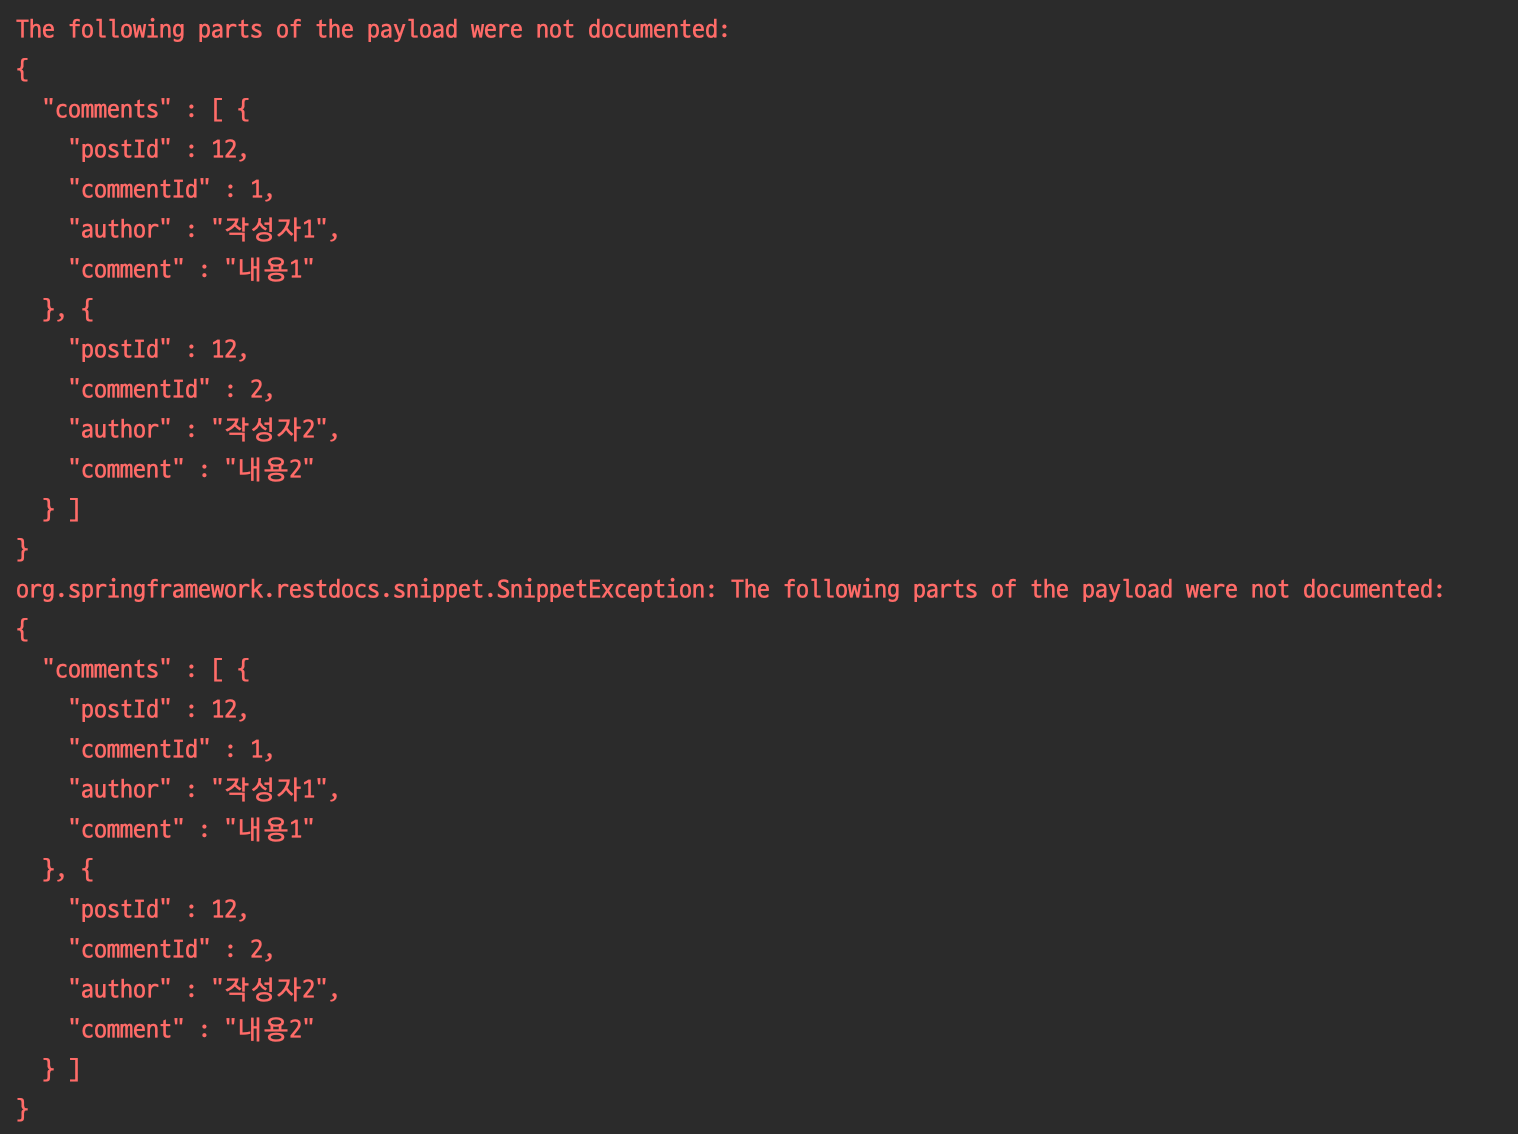 The following parts of the payload were not documented:
{
  "comments" : [ {
    "postId" : 12,
    "commentId" : 1,
    "author" : "작성자1",
    "comment" : "내용1"
  }, {
    "postId" : 12,
    "commentId" : 2,
    "author" : "작성자2",
    "comment" : "내용2"
  } ]
}
org.springframework.restdocs.snippet.SnippetException: The following parts of the payload were not documented:
{
  "comments" : [ {
    "postId" : 12,
    "commentId" : 1,
    "author" : "작성자1",
    "comment" : "내용1"
  }, {
    "postId" : 12,
    "commentId" : 2,
    "author" : "작성자2",
    "comment" : "내용2"
  } ]
}